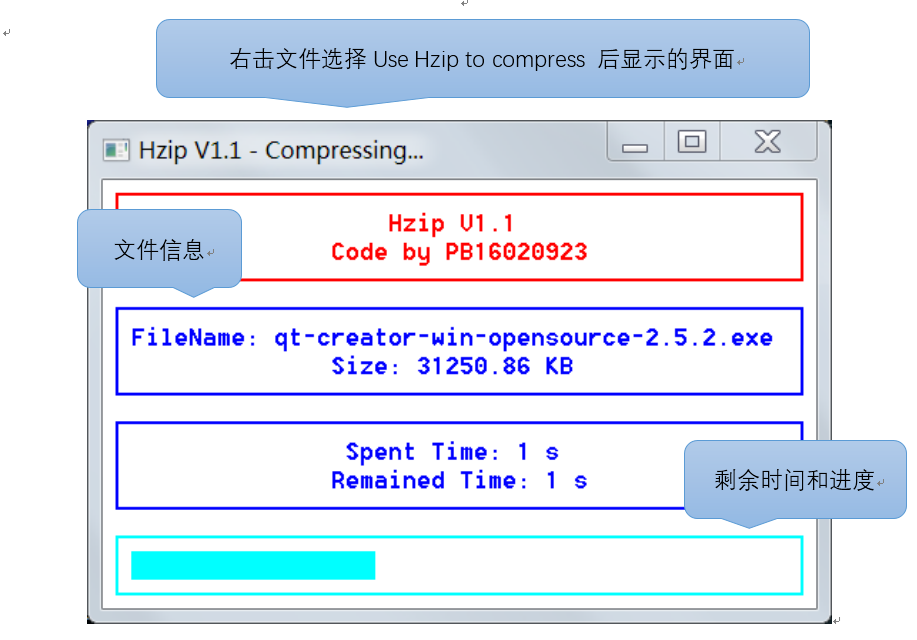 右击文件选择 Use Hzip to compress 后显示的界面
Hzip V1.1 - Compressing...
Hzip V1.1
Code by PB16020923
文件信息
FileName: qt-creator-win-opensource-2.5.2.exe
Size: 31250.86 KB
Spent Time: 1 s
Remained Time: 1 s
剩余时间和进度